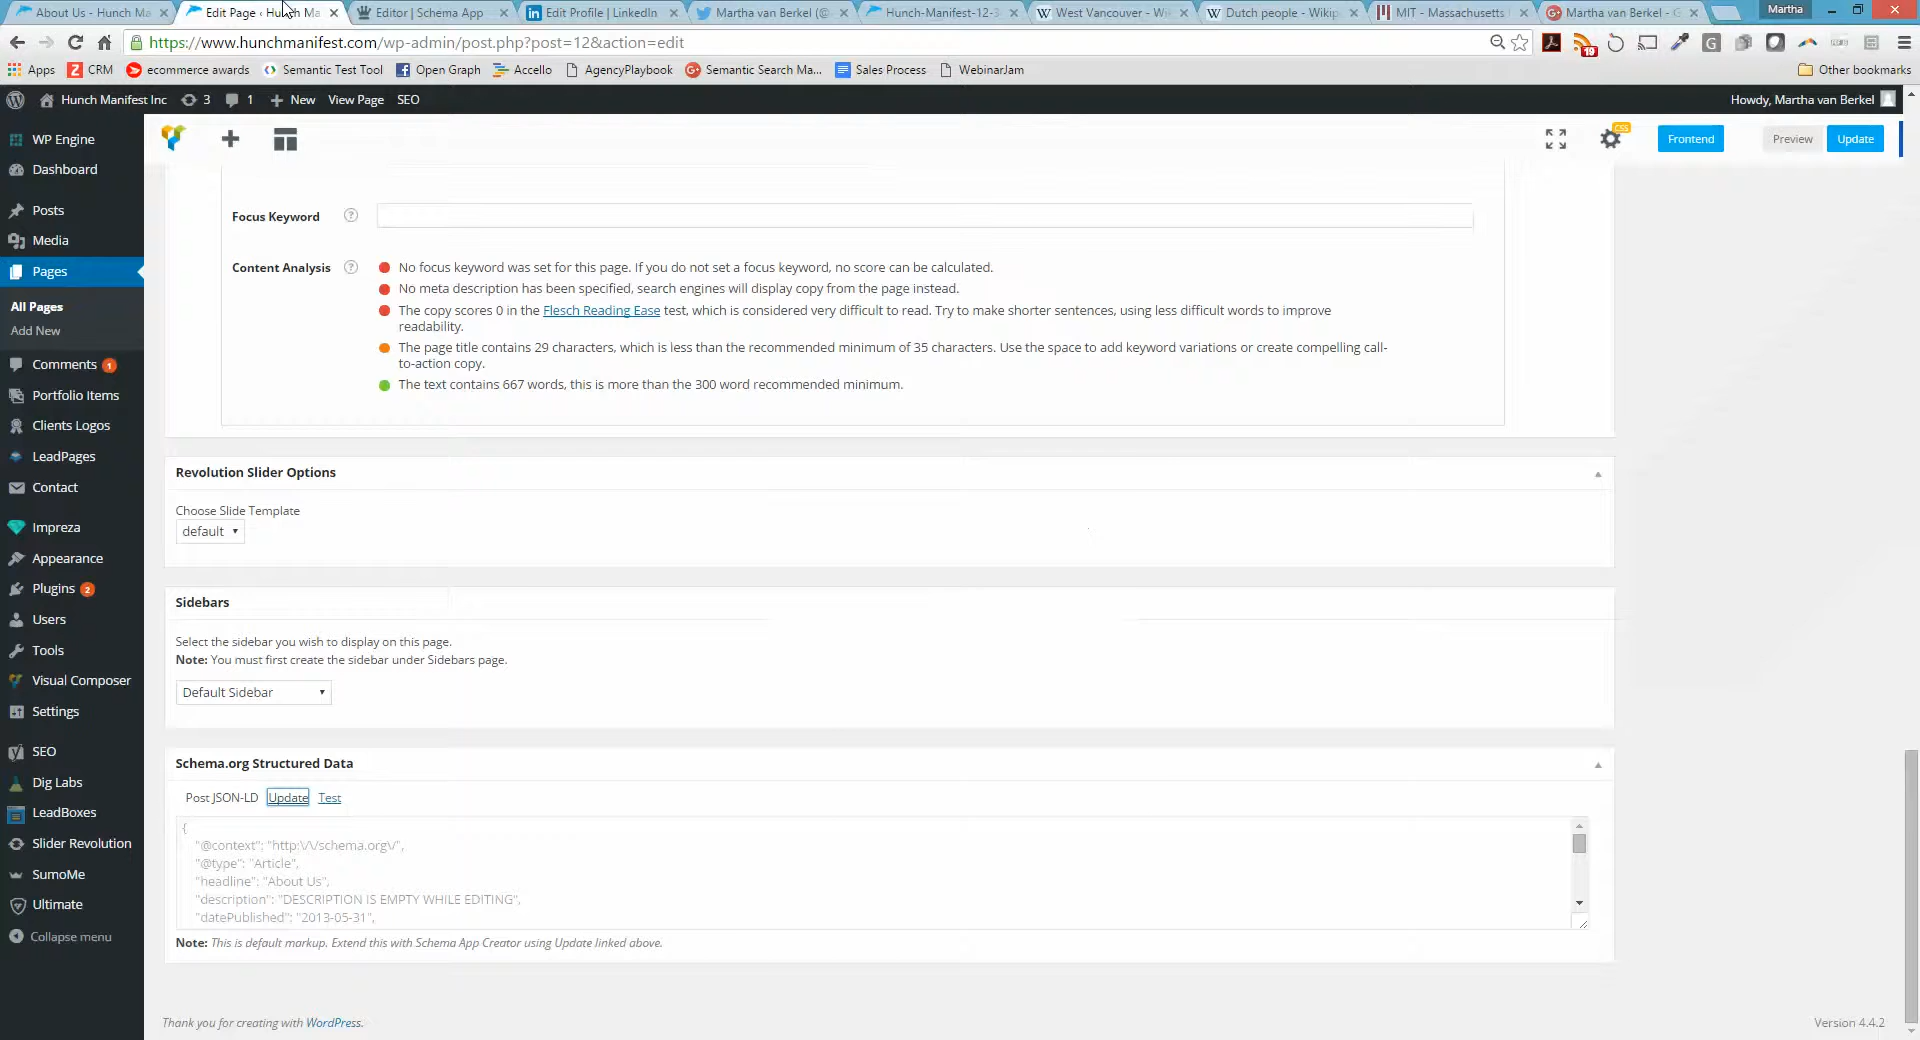 About Us - Hunch Ma
Edit Page ‹ Hunch Ma
Editor | Schema App
Edit Profile | LinkedIn
Martha van Berkel (@
Hunch-Manifest-12-3
West Vancouver - Wi
Dutch people - Wikip
MIT - Massachusetts
Martha van Berkel - G
Martha
https://www.hunchmanifest.com/wp-admin/post.php?post=12&action=edit
19
Apps
CRM
ecommerce awards
Semantic Test Tool
Open Graph
Accello
AgencyPlaybook
Semantic Search Ma...
Sales Process
WebinarJam
Other bookmarks
Hunch Manifest Inc
3
1
New
View Page
SEO
Howdy, Martha van Berkel
WP Engine
Dashboard
Posts
Media
Pages
All Pages
Add New
Comments 1
Portfolio Items
Clients Logos
LeadPages
Contact
Impreza
Appearance
Plugins 2
Users
Tools
Visual Composer
Settings
SEO
Dig Labs
LeadBoxes
Slider Revolution
SumoMe
Ultimate
Collapse menu
CSS
Frontend
Preview
Update
Focus Keyword
Content Analysis
No focus keyword was set for this page. If you do not set a focus keyword, no score can be calculated.
No meta description has been specified, search engines will display copy from the page instead.
The copy scores 0 in the Flesch Reading Ease test, which is considered very difficult to read. Try to make shorter sentences, using less difficult words to improve
readability.
The page title contains 29 characters, which is less than the recommended minimum of 35 characters. Use the space to add keyword variations or create compelling call-
to-action copy.
The text contains 667 words, this is more than the 300 word recommended minimum.
Revolution Slider Options
Choose Slide Template
default
Sidebars
Select the sidebar you wish to display on this page.
Note: You must first create the sidebar under Sidebars page.
Default Sidebar
Schema.org Structured Data
Post JSON-LD Update Test
{
"@context": "http:\/\/schema.org\/",
"@type": "Article",
"headline": "About Us",
"description": "DESCRIPTION IS EMPTY WHILE EDITING",
"datePublished": "2013-05-31",
Note: This is default markup. Extend this with Schema App Creator using Update linked above.
Thank you for creating with WordPress.
Version 4.4.2